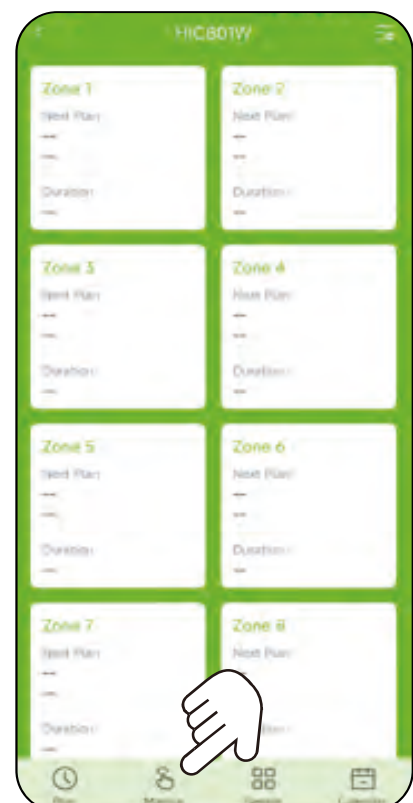 HIC801W
Zone 1
Next Plan
--
--
Duration
--
Zone 2
Next Plan
--
--
Duration
--
Zone 3
Next Plan
--
--
Duration
--
Zone 4
Next Plan
--
--
Duration
--
Zone 5
Next Plan
--
--
Duration
--
Zone 6
Next Plan
--
--
Duration
--
Zone 7
Next Plan
--
--
Duration
Zone 8
Next Plan
--